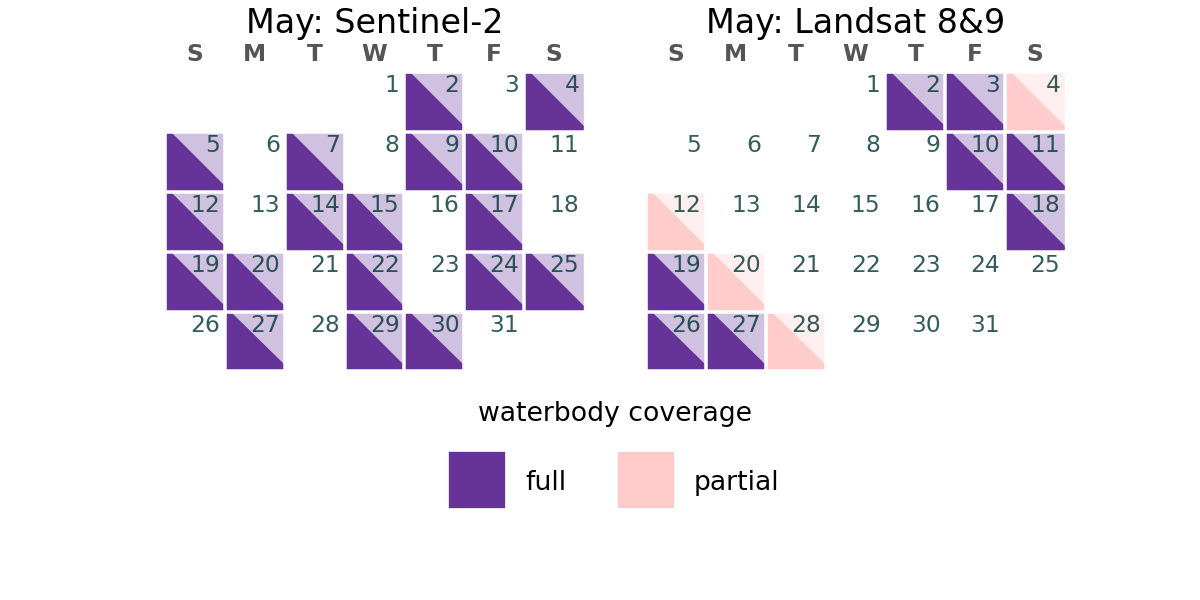 May: Sentinel-2
S M T W T F S
1 2 3 4
5 6 7 8 9 10 11
12 13 14 15 16 17 18
19 20 21 22 23 24 25
26 27 28 29 30 31
May: Landsat 8&9
S M T W T F S
1 2 3 4
5 6 7 8 9 10 11
12 13 14 15 16 17 18
19 20 21 22 23 24 25
26 27 28 29 30 31
waterbody coverage
full
partial